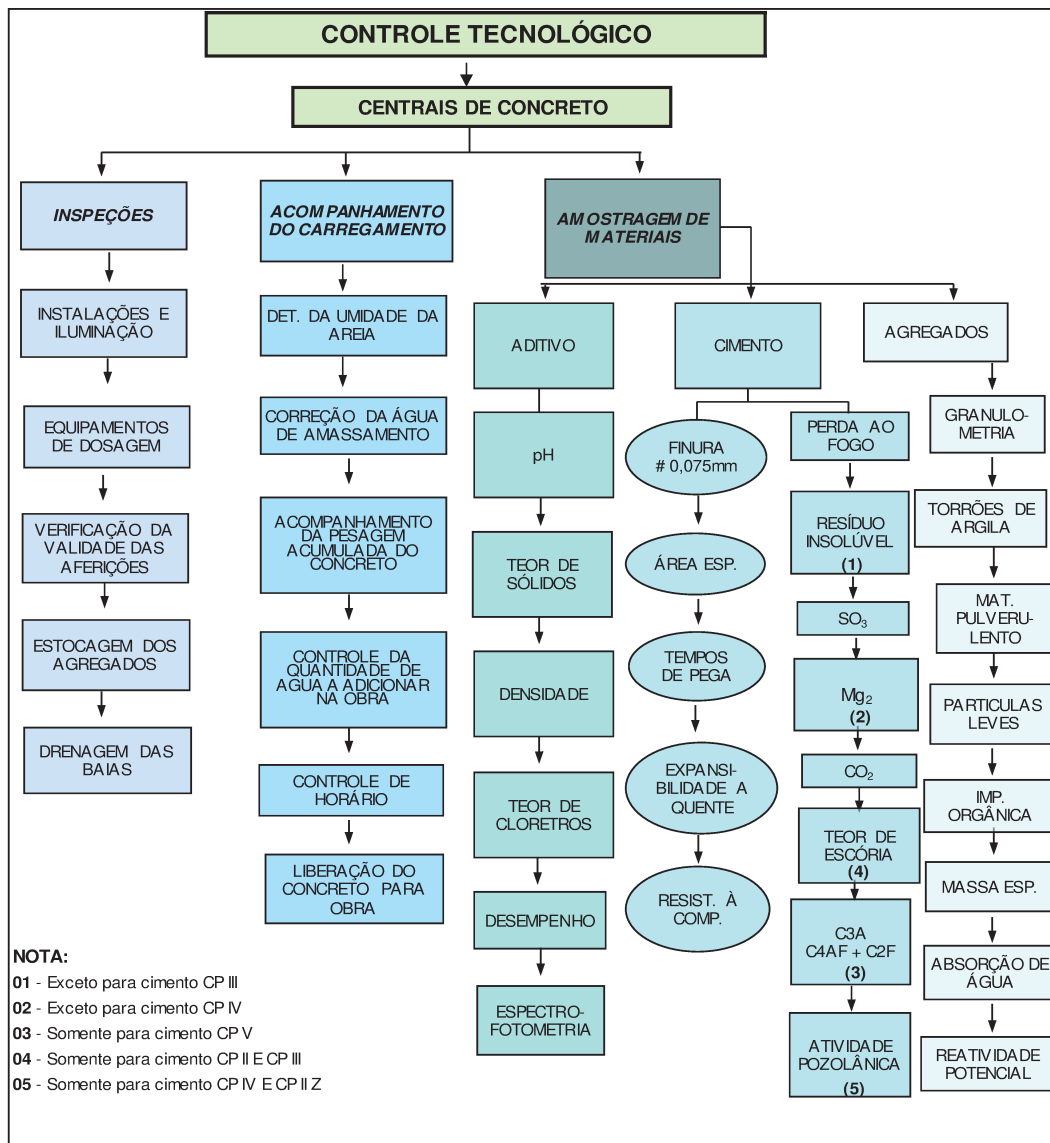 CONTROLE TECNOLÓGICO
CENTRAIS DE CONCRETO
INSPEÇÕES
INSTALAÇÕES E
ILUMINAÇÃO
EQUIPAMENTOS
DE DOSAGEM
VERIFICAÇÃO DA
VALIDADE DAS
AFERIÇÕES
ESTOCAGEM DOS
AGREGADOS
DRENAGEM DAS
BAIAS
ACOMPANHAMENTO
DO CARREGAMENTO
DET. DA UMIDADE DA
AREIA
CORREÇÃO DA ÁGUA
DE AMASSAMENTO
ACOMPANHAMENTO
DA PESAGEM
ACUMULADA DO
CONCRETO
CONTROLE DA
QUANTIDADE DE
AGUA A ADICIONAR
NA OBRA
CONTROLE DE
HORÁRIO
LIBERAÇÃO DO
CONCRETO PARA
OBRA
AMOSTRAGEM DE
MATERIAIS
ADITIVO
pH
TEOR DE
SÓLIDOS
DENSIDADE
TEOR DE
CLORETROS
DESEMPENHO
ESPECTRO-
FOTOMETRIA
CIMENTO
FINURA
# 0,075mm
ÁREA ESP.
TEMPOS
DE PEGA
EXPANSI-
BILIDADE A
QUENTE
RESIST. À
COMP.
PERDA AO
FOGO
RESÍDUO
INSOLÚVEL
(1)
SO₃
Mg₂
(2)
CO₂
TEOR DE
ESCÓRIA
(4)
C3A
C4AF + C2F
(3)
ATIVIDADE
POZOLÂNICA
(5)
AGREGADOS
GRANULO-
METRIA
TORRÕES DE
ARGILA
MAT.
PULVERU-
LENTO
PARTICULAS
LEVES
IMP.
ORGÂNICA
MASSA ESP.
ABSORÇÃO DE
ÁGUA
REATIVIDADE
POTENCIAL
NOTA:
01 - Exceto para cimento CP III
02 - Exceto para cimento CP IV
03 - Somente para cimento CP V
04 - Somente para cimento CP II E CP III
05 - Somente para cimento CP IV E CP II Z